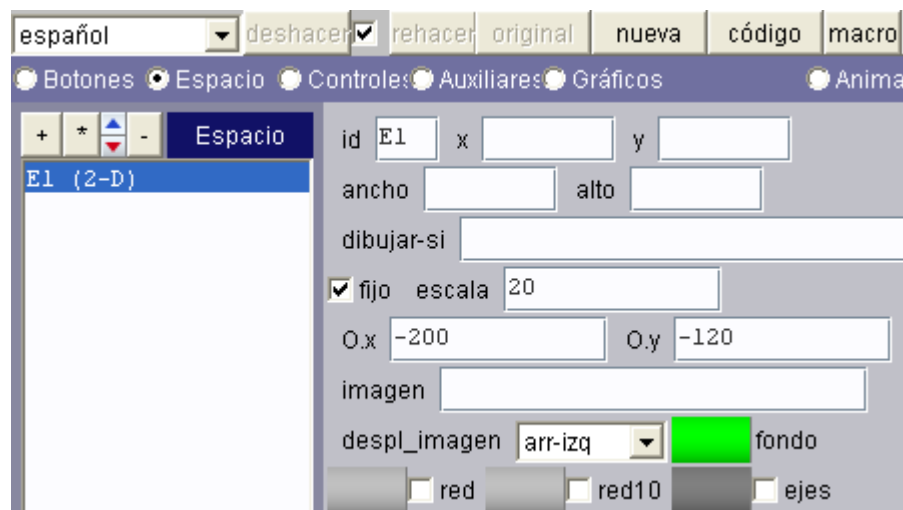 español deshacer rehacer original nueva código macro
Botones Espacio Controles Auxiliares Gráficos Anima
+ * - Espacio
E1 (2-D)
id E1 x y
ancho alto
dibujar-si
fijo escala 20
O.x -200 O.y -120
imagen
despl_imagen arr-izq fondo
red red10 ejes